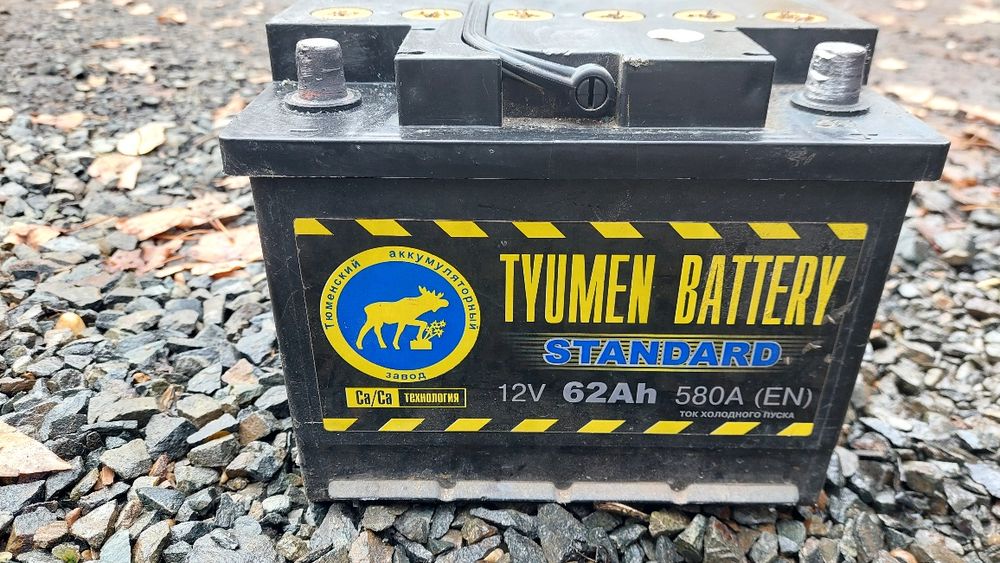 Тюменский аккумуляторный
завод
TYUMEN BATTERY
STANDARD
Ca/Ca технология
12V 62Ah 580A (EN)
ТОК ХОЛОДНОГО ПУСКА